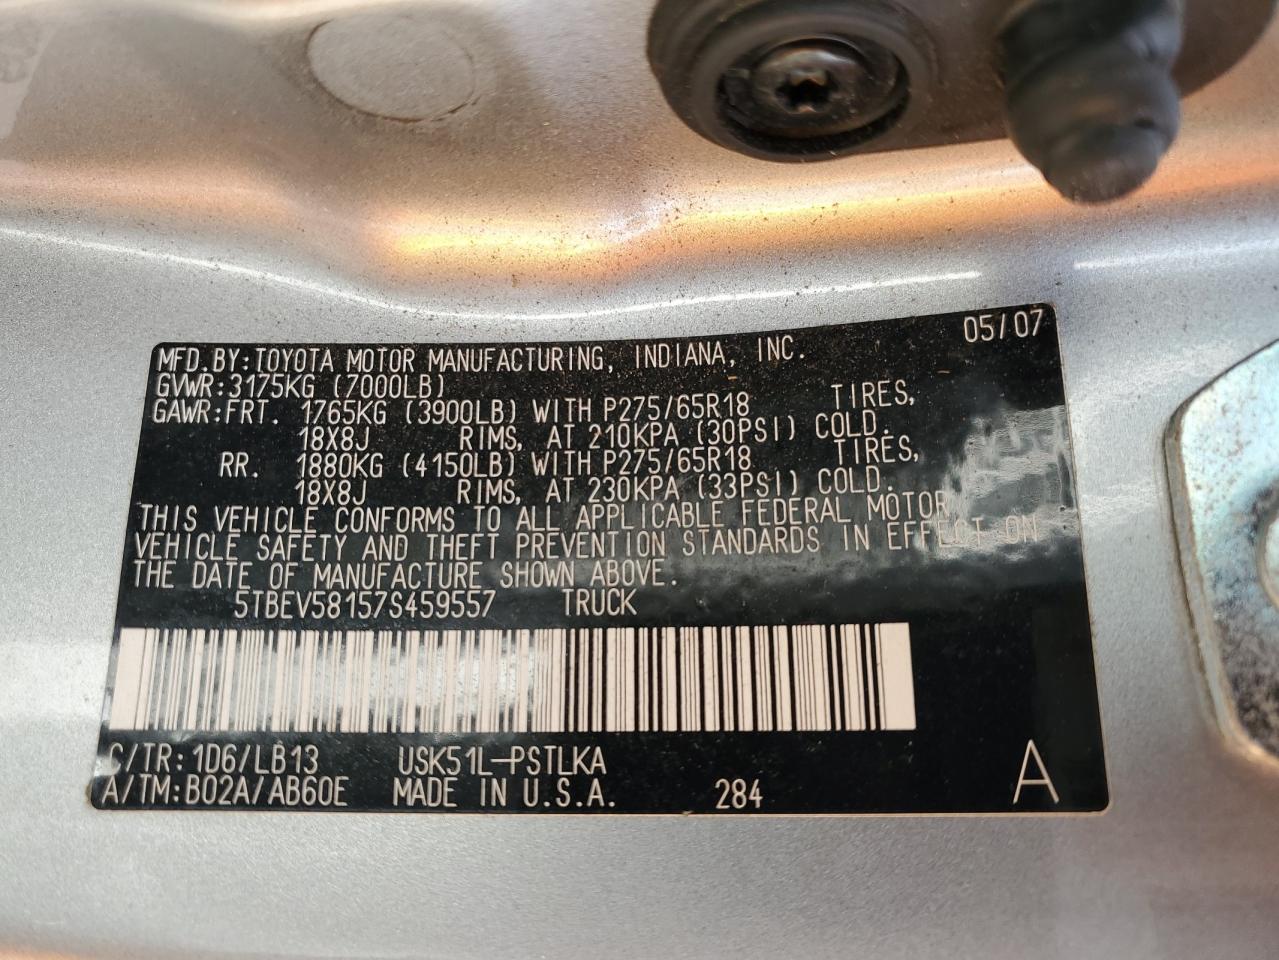 MFD.BY:TOYOTA MOTOR MANUFACTURING, INDIANA, INC. 05/07
GVWR:3175KG (7000LB)
GAWR:FRT. 1765KG (3900LB) WITH P275/65R18 TIRES,
18X8J RIMS, AT 210KPA (30PSI) COLD.
RR. 1880KG (4150LB) WITH P275/65R18 TIRES,
18X8J RIMS, AT 230KPA (33PSI) COLD.
THIS VEHICLE CONFORMS TO ALL APPLICABLE FEDERAL MOTOR
VEHICLE SAFETY AND THEFT PREVENTION STANDARDS IN EFFECT ON
THE DATE OF MANUFACTURE SHOWN ABOVE.
5TBEV58157S459557 TRUCK
C/TR:1D6/LB13 USK51L-PSTLKA
A/TM:B02A/AB60E MADE IN U.S.A. 284 A